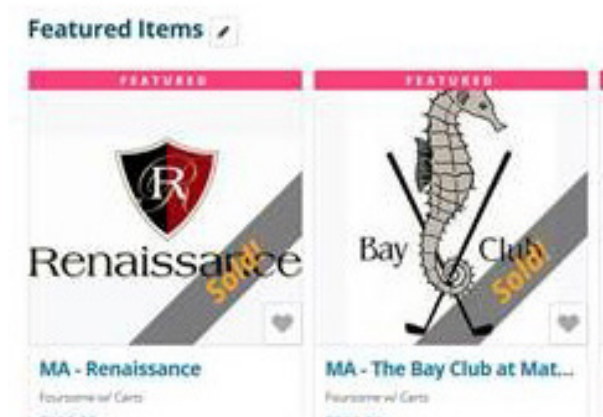 Featured Items
FEATURED
FEATURED
R
Renaissance
Sold!
Bay Club
Sold!
MA - Renaissance
Foursome w/ Carts
MA - The Bay Club at Mat...
Foursome w/ Carts